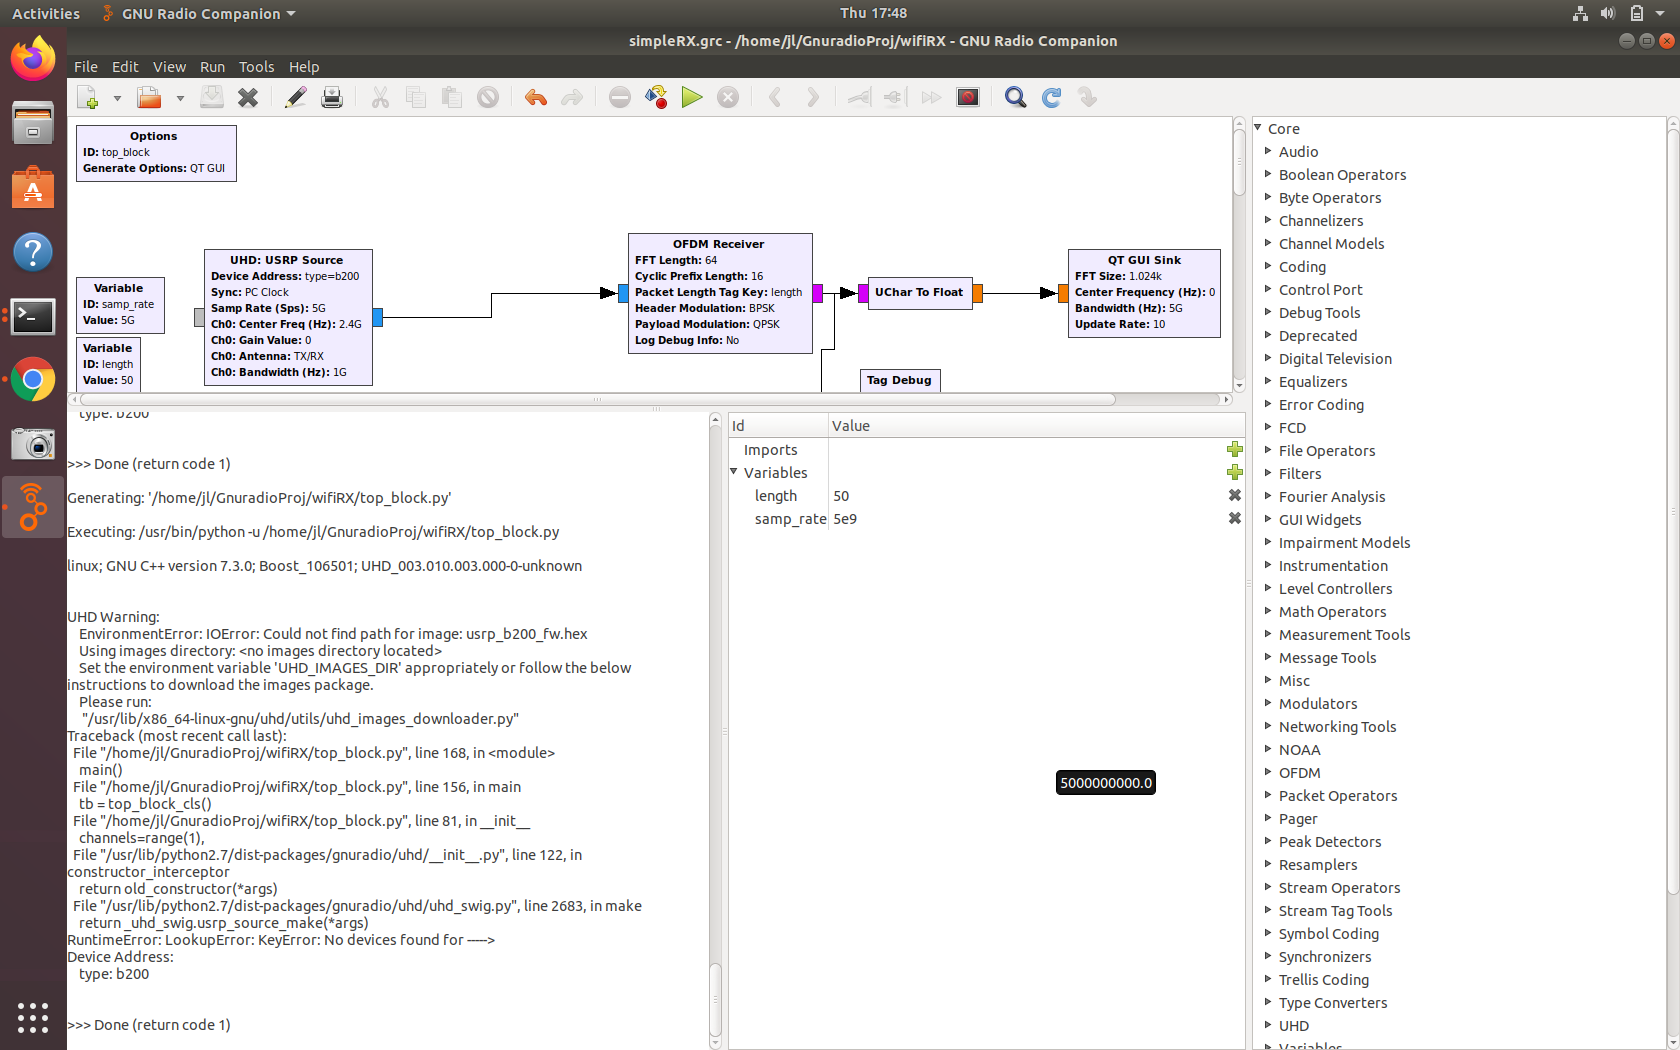 Activities
GNU Radio Companion
Thu 17:48
simpleRX.grc - /home/jl/GnuradioProj/wifiRX - GNU Radio Companion
File Edit View Run Tools Help
Options
ID: top_block
Generate Options: QT GUI
Variable
ID: samp_rate
Value: 5G
Variable
ID: length
Value: 50
UHD: USRP Source
Device Address: type=b200
Sync: PC Clock
Samp Rate (Sps): 5G
Ch0: Center Freq (Hz): 2.4G
Ch0: Gain Value: 0
Ch0: Antenna: TX/RX
Ch0: Bandwidth (Hz): 1G
OFDM Receiver
FFT Length: 64
Cyclic Prefix Length: 16
Packet Length Tag Key: length
Header Modulation: BPSK
Payload Modulation: QPSK
Log Debug Info: No
UChar To Float
Tag Debug
QT GUI Sink
FFT Size: 1.024k
Center Frequency (Hz): 0
Bandwidth (Hz): 5G
Update Rate: 10
type: b200
>>> Done (return code 1)
Generating: '/home/jl/GnuradioProj/wifiRX/top_block.py'
Executing: /usr/bin/python -u /home/jl/GnuradioProj/wifiRX/top_block.py
linux; GNU C++ version 7.3.0; Boost_106501; UHD_003.010.003.000-0-unknown
UHD Warning:
EnvironmentError: IOError: Could not find path for image: usrp_b200_fw.hex
Using images directory: <no images directory located>
Set the environment variable 'UHD_IMAGES_DIR' appropriately or follow the below
instructions to download the images package.
Please run:
"/usr/lib/x86_64-linux-gnu/uhd/utils/uhd_images_downloader.py"
Traceback (most recent call last):
File "/home/jl/GnuradioProj/wifiRX/top_block.py", line 168, in <module>
main()
File "/home/jl/GnuradioProj/wifiRX/top_block.py", line 156, in main
tb = top_block_cls()
File "/home/jl/GnuradioProj/wifiRX/top_block.py", line 81, in __init__
channels=range(1),
File "/usr/lib/python2.7/dist-packages/gnuradio/uhd/__init__.py", line 122, in
constructor_interceptor
return old_constructor(*args)
File "/usr/lib/python2.7/dist-packages/gnuradio/uhd/uhd_swig.py", line 2683, in make
return _uhd_swig.usrp_source_make(*args)
RuntimeError: LookupError: KeyError: No devices found for ----->
Device Address:
type: b200
>>> Done (return code 1)
Id Value
Imports
Variables
length 50
samp_rate 5e9
5000000000.0
Core
Audio
Boolean Operators
Byte Operators
Channelizers
Channel Models
Coding
Control Port
Debug Tools
Deprecated
Digital Television
Equalizers
Error Coding
FCD
File Operators
Filters
Fourier Analysis
GUI Widgets
Impairment Models
Instrumentation
Level Controllers
Math Operators
Measurement Tools
Message Tools
Misc
Modulators
Networking Tools
NOAA
OFDM
Packet Operators
Pager
Peak Detectors
Resamplers
Stream Operators
Stream Tag Tools
Symbol Coding
Synchronizers
Trellis Coding
Type Converters
UHD
Variables